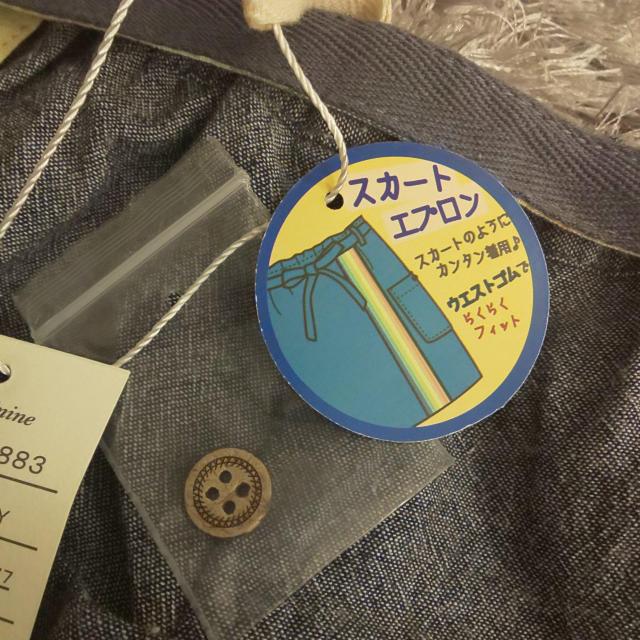 スカート
エプロン
スカートのように
カンタン着用♪
ウエストゴムで
らくらく
フィット
mine
883
Y
7